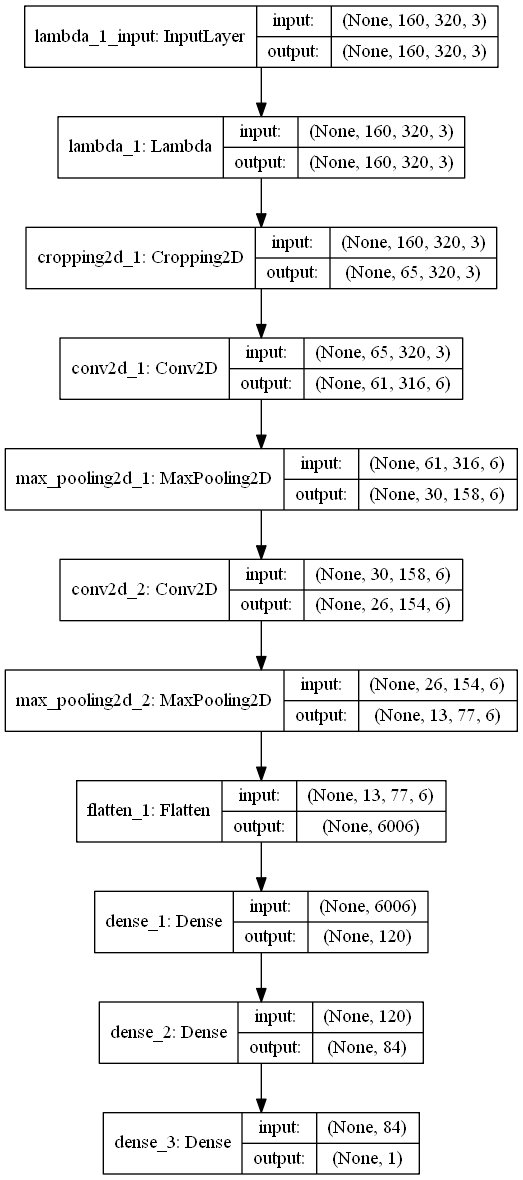 lambda_1_input: InputLayer
input: (None, 160, 320, 3)
output: (None, 160, 320, 3)
lambda_1: Lambda
input: (None, 160, 320, 3)
output: (None, 160, 320, 3)
cropping2d_1: Cropping2D
input: (None, 160, 320, 3)
output: (None, 65, 320, 3)
conv2d_1: Conv2D
input: (None, 65, 320, 3)
output: (None, 61, 316, 6)
max_pooling2d_1: MaxPooling2D
input: (None, 61, 316, 6)
output: (None, 30, 158, 6)
conv2d_2: Conv2D
input: (None, 30, 158, 6)
output: (None, 26, 154, 6)
max_pooling2d_2: MaxPooling2D
input: (None, 26, 154, 6)
output: (None, 13, 77, 6)
flatten_1: Flatten
input: (None, 13, 77, 6)
output: (None, 6006)
dense_1: Dense
input: (None, 6006)
output: (None, 120)
dense_2: Dense
input: (None, 120)
output: (None, 84)
dense_3: Dense
input: (None, 84)
output: (None, 1)